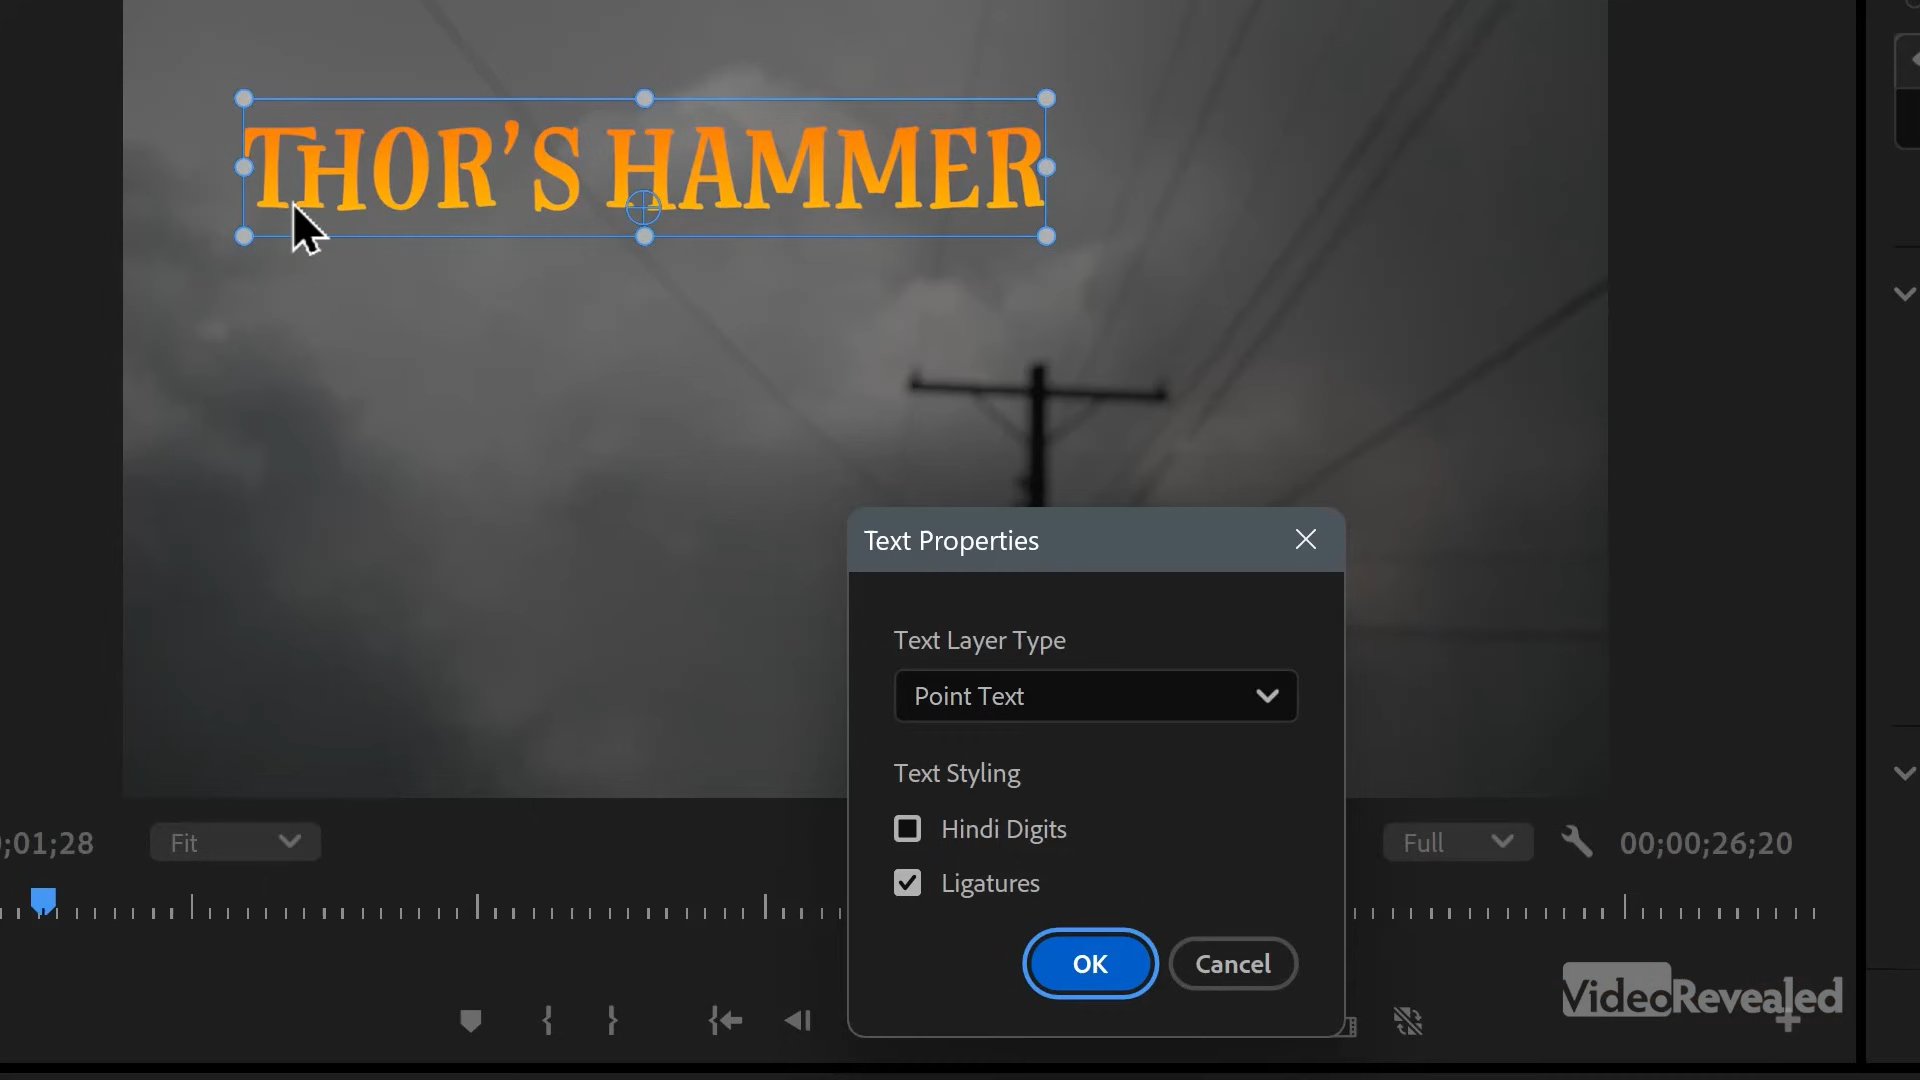 THOR'S HAMMER
Text Properties
Text Layer Type
Point Text
Text Styling
Hindi Digits
Ligatures
OK
Cancel
;01;28
Fit
Full
00;00;26;20
VideoRevealed